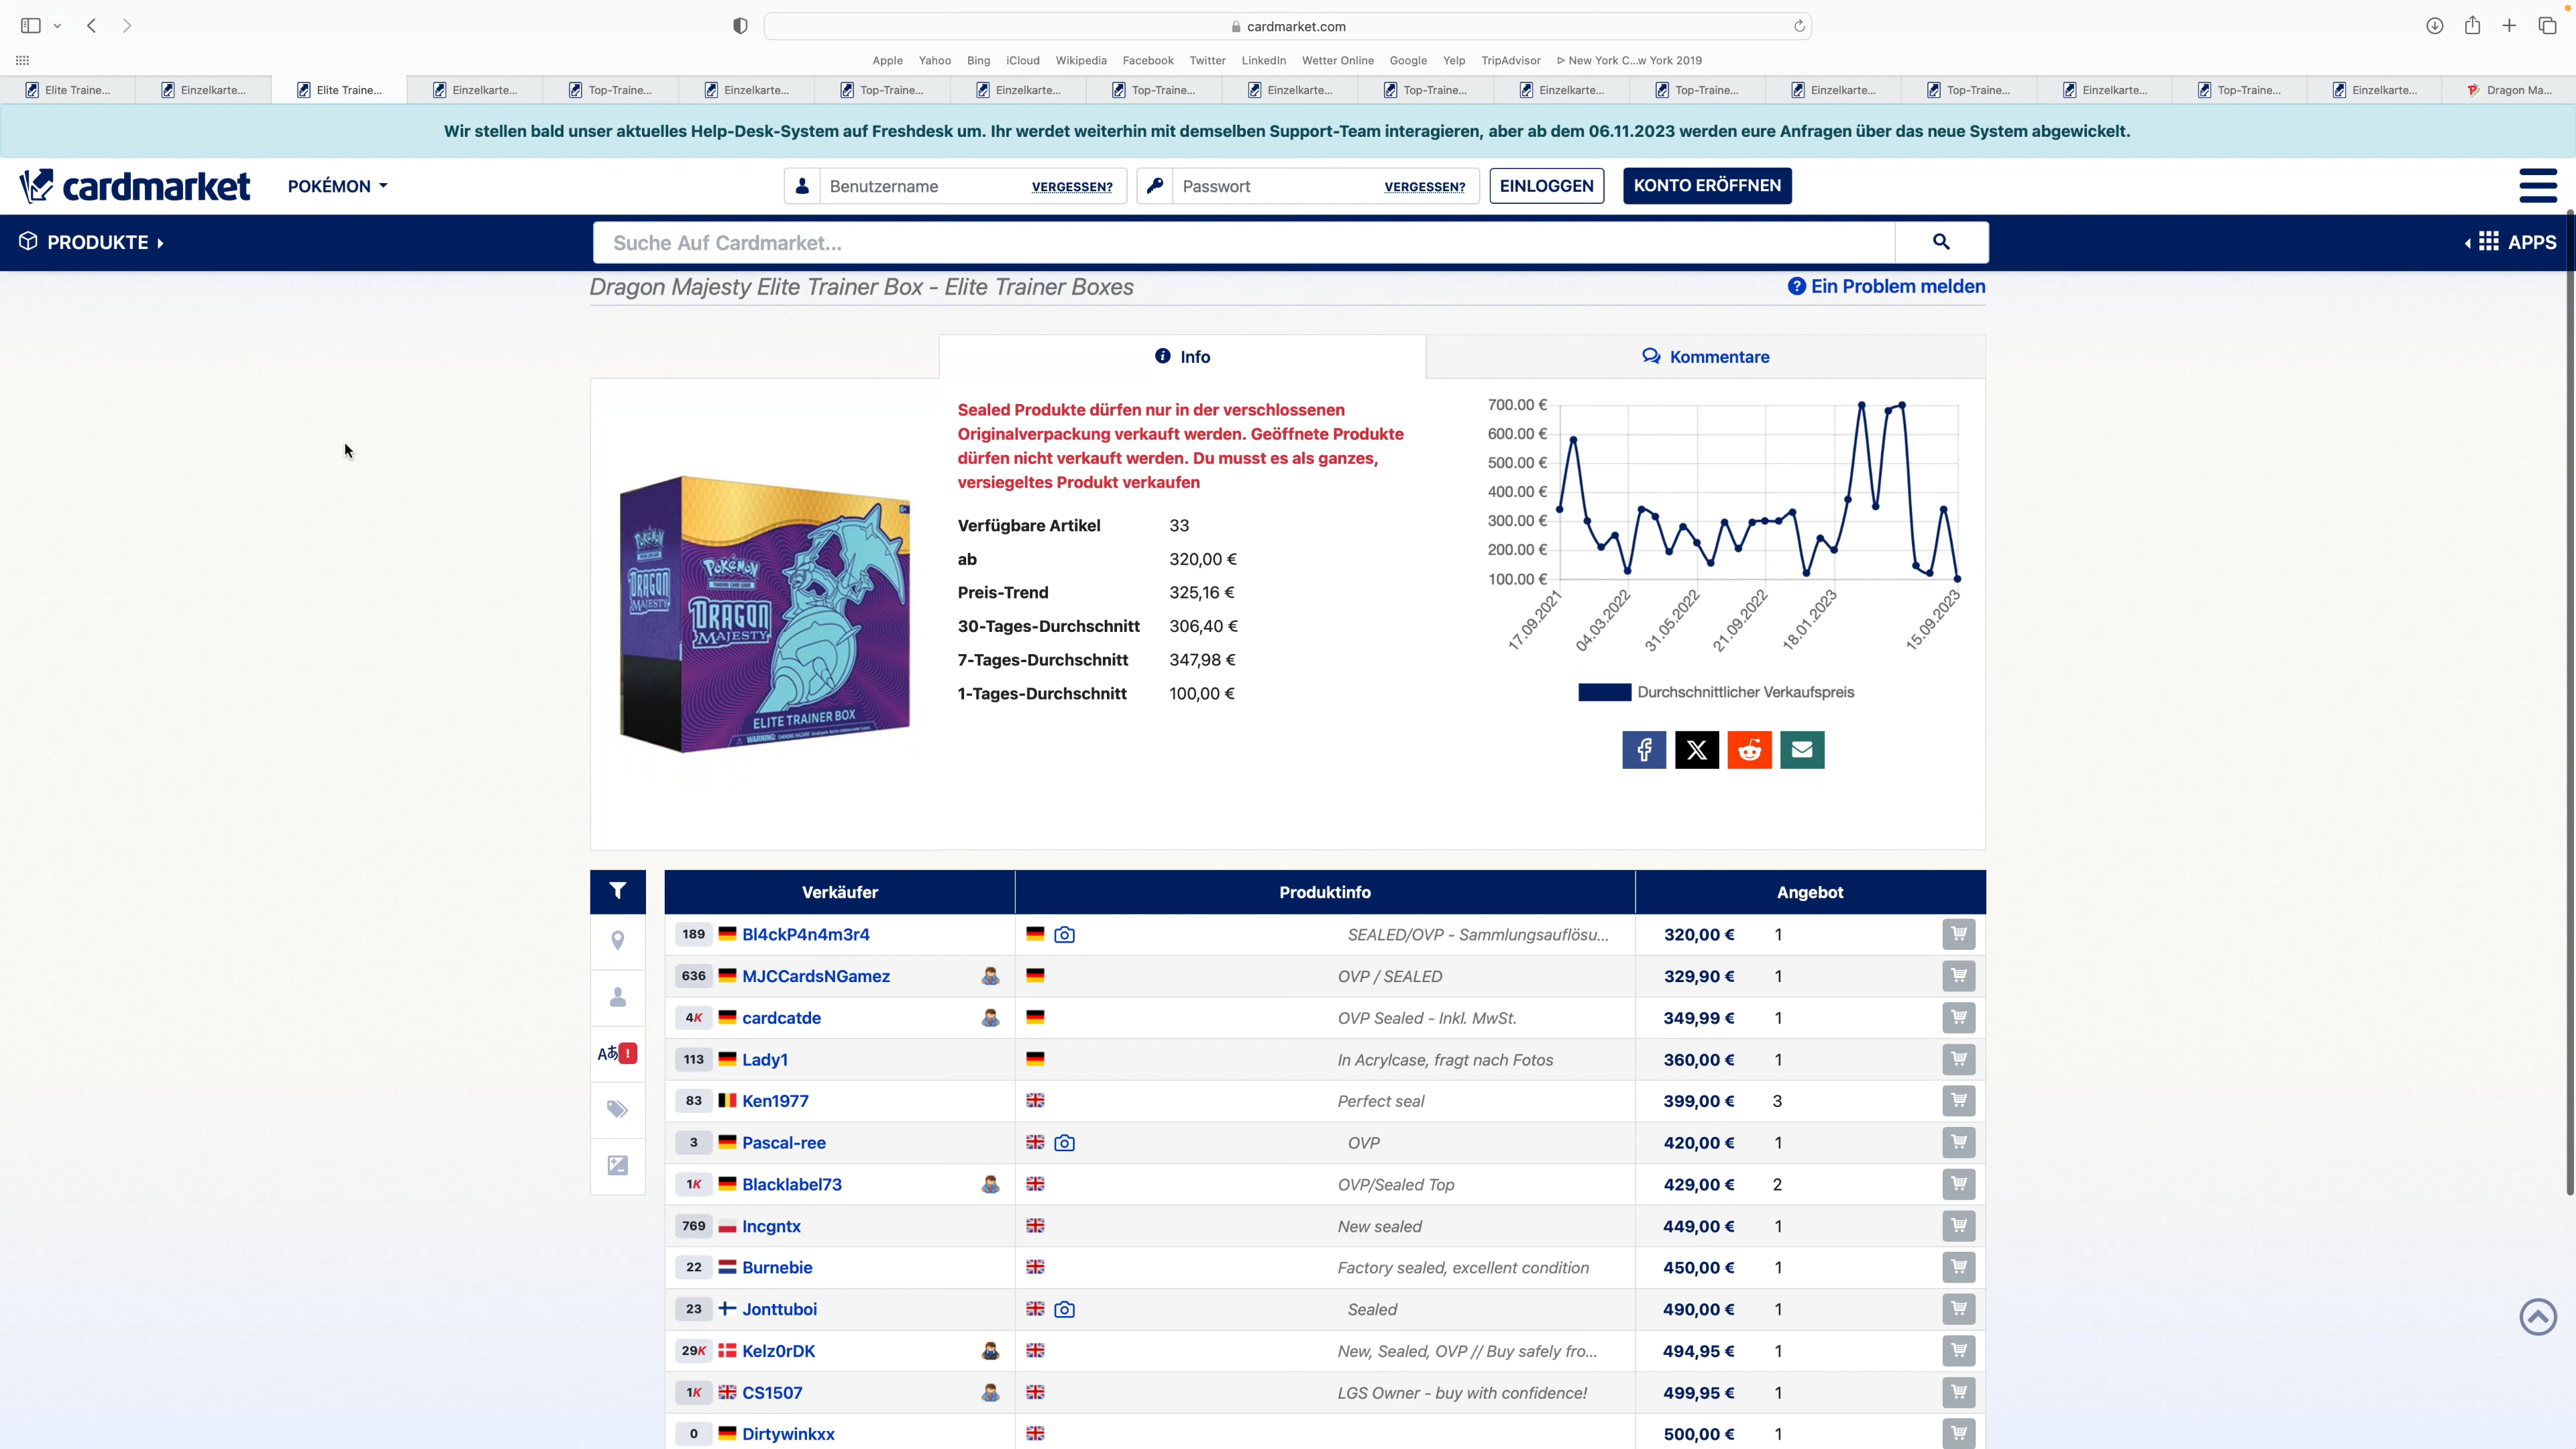 cardmarket.com
Apple Yahoo Bing iCloud Wikipedia Facebook Twitter LinkedIn Wetter Online Google Yelp TripAdvisor New York C...w York 2019
Elite Traine... Einzelkarte... Elite Traine... Einzelkarte... Top-Traine... Einzelkarte... Top-Traine... Einzelkarte... Top-Traine... Einzelkarte... Top-Traine... Einzelkarte... Top-Traine... Einzelkarte... Top-Traine... Einzelkarte... Top-Traine... Einzelkarte... Dragon Ma...
Wir stellen bald unser aktuelles Help-Desk-System auf Freshdesk um. Ihr werdet weiterhin mit demselben Support-Team interagieren, aber ab dem 06.11.2023 werden eure Anfragen über das neue System abgewickelt.
cardmarket POKÉMON Benutzername VERGESSEN? Passwort VERGESSEN? EINLOGGEN KONTO ERÖFFNEN
PRODUKTE Suche Auf Cardmarket... APPS
Dragon Majesty Elite Trainer Box - Elite Trainer Boxes Ein Problem melden
Info Kommentare
Sealed Produkte dürfen nur in der verschlossenen
Originalverpackung verkauft werden. Geöffnete Produkte
dürfen nicht verkauft werden. Du musst es als ganzes,
versiegeltes Produkt verkaufen
Verfügbare Artikel 33
ab 320,00 €
Preis-Trend 325,16 €
30-Tages-Durchschnitt 306,40 €
7-Tages-Durchschnitt 347,98 €
1-Tages-Durchschnitt 100,00 €
POKéMON
DRAGON
MAJESTY
POKéMON
DRAGON
MAJESTY
ELITE TRAINER BOX
700.00 €
600.00 €
500.00 €
400.00 €
300.00 €
200.00 €
100.00 €
17.09.2021 04.03.2022 31.05.2022 21.09.2022 18.01.2023 15.09.2023
Durchschnittlicher Verkaufspreis
Verkäufer Produktinfo Angebot
189 Bl4ckP4n4m3r4 SEALED/OVP - Sammlungsauflösu... 320,00 € 1
636 MJCCardsNGamez OVP / SEALED 329,90 € 1
4K cardcatde OVP Sealed - Inkl. MwSt. 349,99 € 1
113 Lady1 In Acrylcase, fragt nach Fotos 360,00 € 1
83 Ken1977 Perfect seal 399,00 € 3
3 Pascal-ree OVP 420,00 € 1
1K Blacklabel73 OVP/Sealed Top 429,00 € 2
769 Incgntx New sealed 449,00 € 1
22 Burnebie Factory sealed, excellent condition 450,00 € 1
23 Jonttuboi Sealed 490,00 € 1
29K Kelz0rDK New, Sealed, OVP // Buy safely fro... 494,95 € 1
1K CS1507 LGS Owner - buy with confidence! 499,95 € 1
0 Dirtywinkxx 500,00 € 1
Aあ !